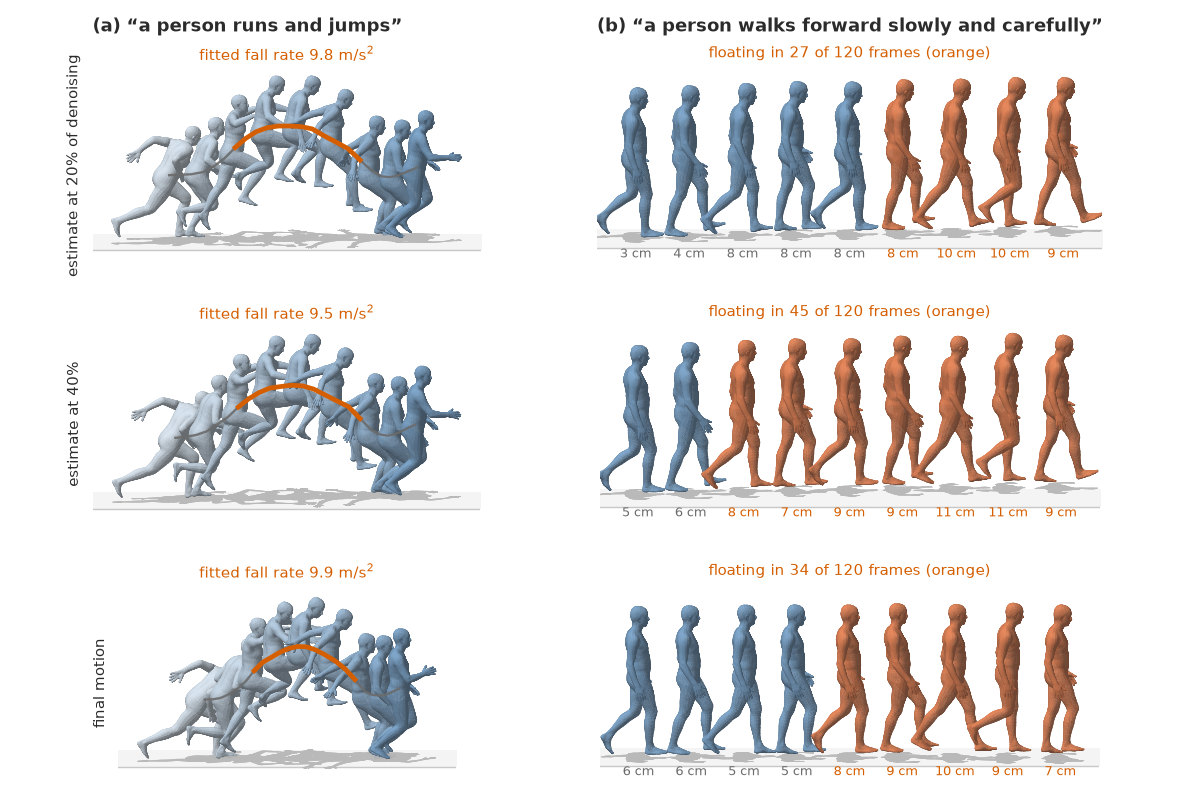 (a) “a person runs and jumps”
(b) “a person walks forward slowly and carefully”
estimate at 20% of denoising
fitted fall rate 9.8 m/s²
floating in 27 of 120 frames (orange)
3 cm 4 cm 8 cm 8 cm 8 cm 8 cm 10 cm 10 cm 9 cm
estimate at 40%
fitted fall rate 9.5 m/s²
floating in 45 of 120 frames (orange)
5 cm 6 cm 8 cm 7 cm 9 cm 9 cm 11 cm 11 cm 9 cm
final motion
fitted fall rate 9.9 m/s²
floating in 34 of 120 frames (orange)
6 cm 6 cm 5 cm 5 cm 8 cm 9 cm 10 cm 9 cm 7 cm